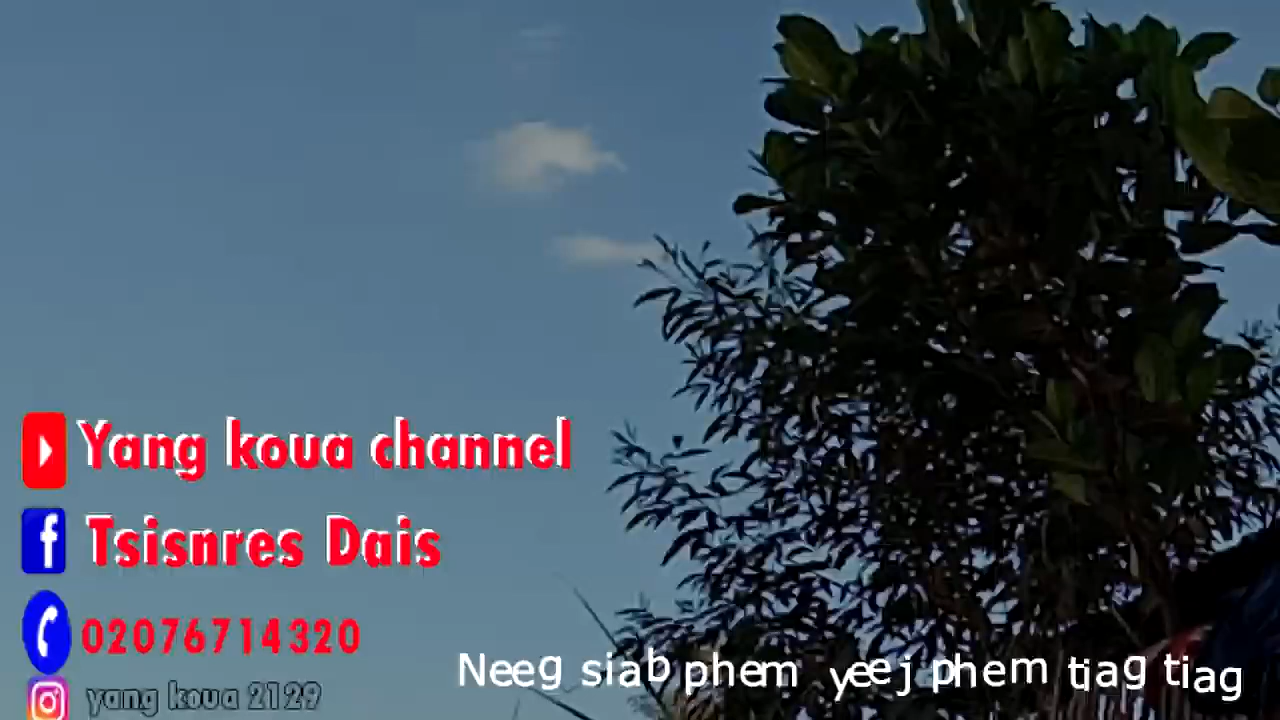 Yang koua channel
Tsisnres Dais
02076714320
yang koua 2129
Neeg siab phem yeej phem tiag tiag